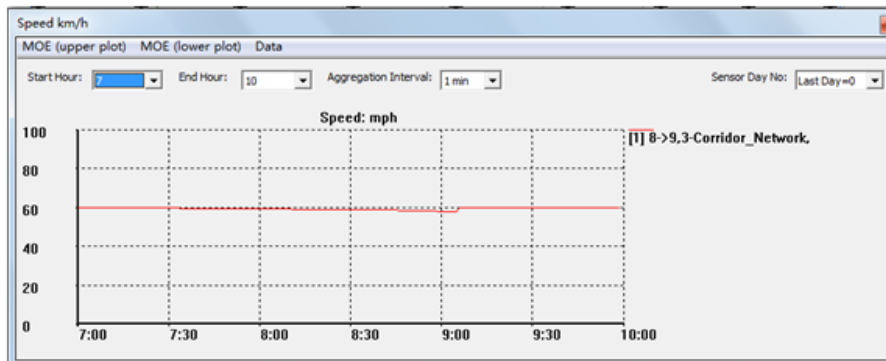 Speed km/h
MOE (upper plot) MOE (lower plot) Data
Start Hour: 7 End Hour: 10 Aggregation Interval: 1 min Sensor Day No: Last Day=0
Speed: mph
[1] 8->9,3-Corridor_Network,
100
80
60
40
20
0
7:00 7:30 8:00 8:30 9:00 9:30 10:00